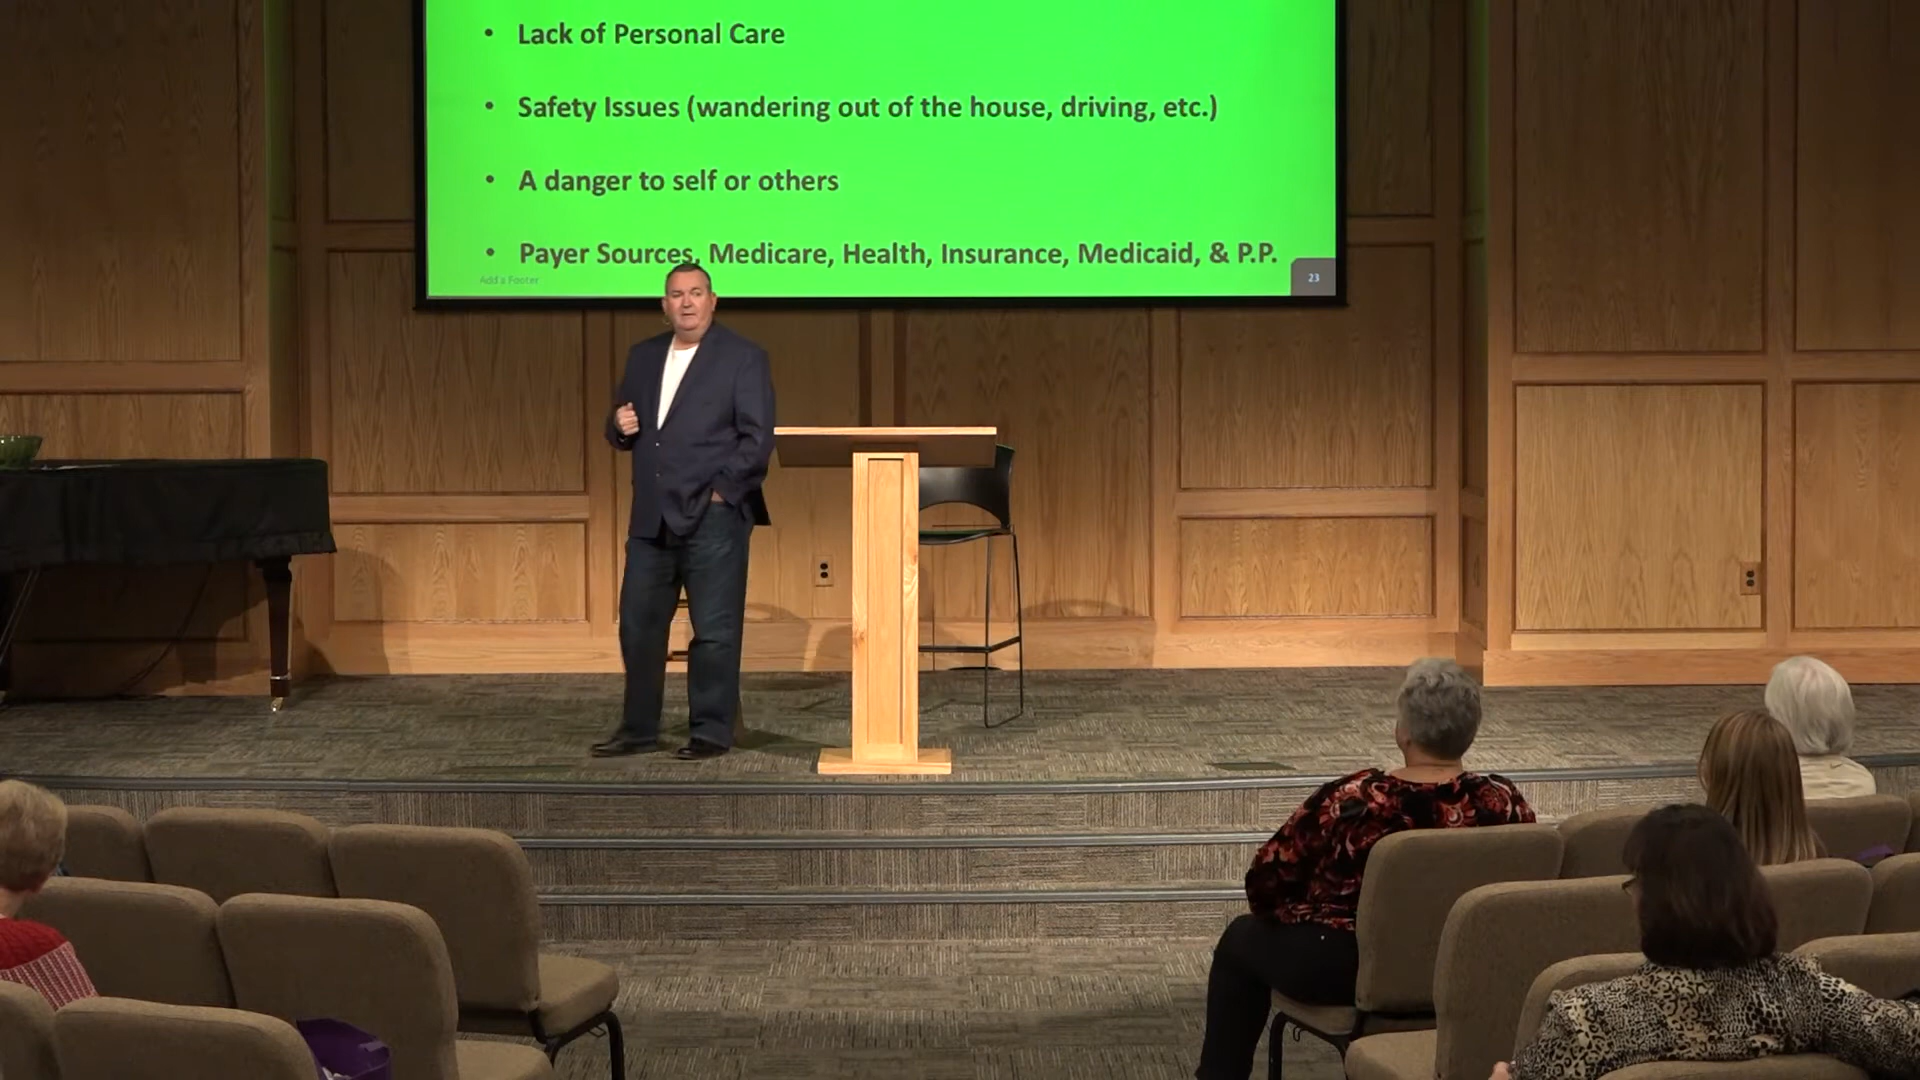 • Lack of Personal Care
• Safety Issues (wandering out of the house, driving, etc.)
• A danger to self or others
• Payer Sources, Medicare, Health, Insurance, Medicaid, & P.P.
Add a Footer
23